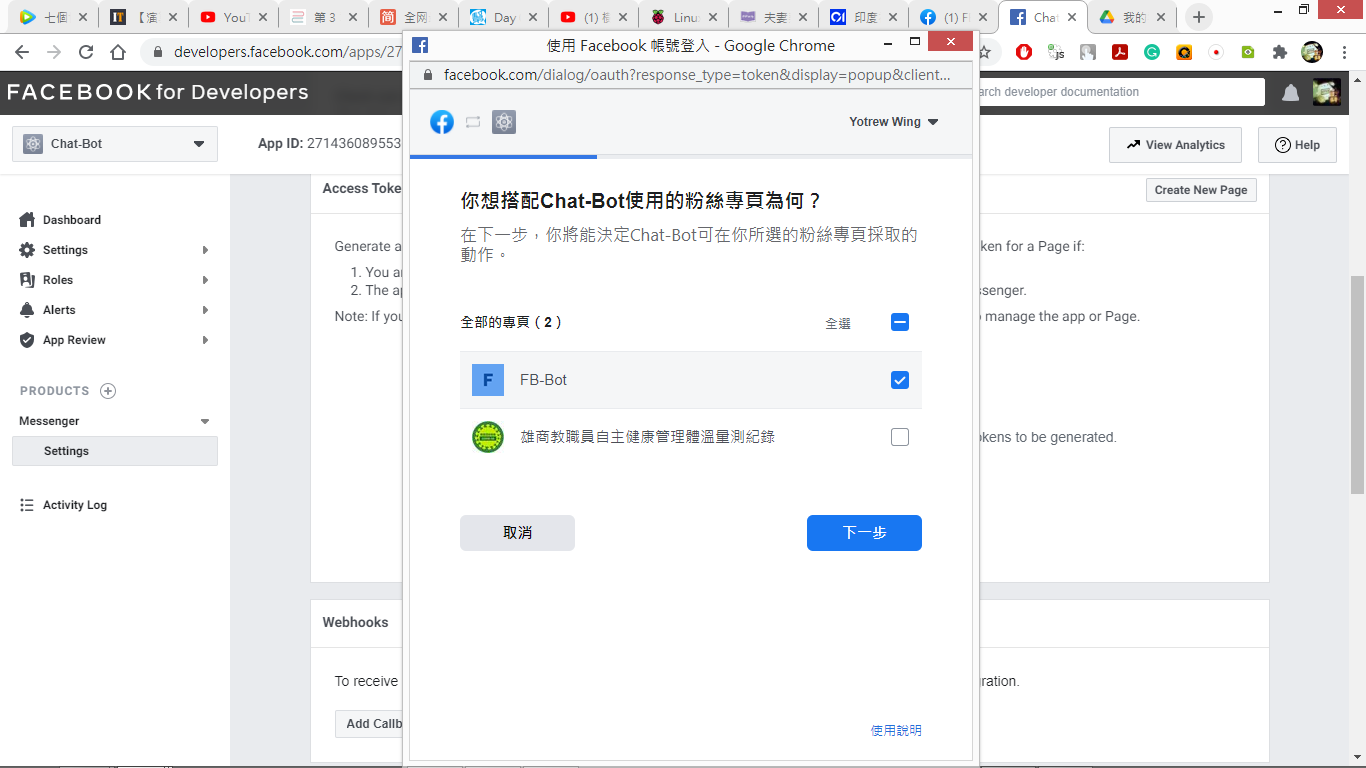 七個
【演
YouT
第 3
全网
Day
(1) 
Linu
夫妻
印度
(1) F
Chat
我的
使用 Facebook 帳號登入 - Google Chrome
developers.facebook.com/apps/27
facebook.com/dialog/oauth?response_type=token&display=popup&client...
FACEBOOK for Developers
arch developer documentation
Yotrew Wing
Chat-Bot
App ID: 271436089553
View Analytics
Help
Access Toke
Create New Page
你想搭配Chat-Bot使用的粉絲專頁為何？
Dashboard
在下一步，你將能決定Chat-Bot可在你所選的粉絲專頁採取的
動作。
Settings
Generate a
ken for a Page if:
1. You ar
Roles
2. The ap
ssenger.
Alerts
Note: If you
manage the app or Page.
全部的專頁（2）
全選
App Review
F
FB-Bot
PRODUCTS
Messenger
雄商教職員自主健康管理體溫量測紀錄
okens to be generated.
Settings
Activity Log
取消
下一步
Webhooks
To receive
ration.
Add Callb
使用說明